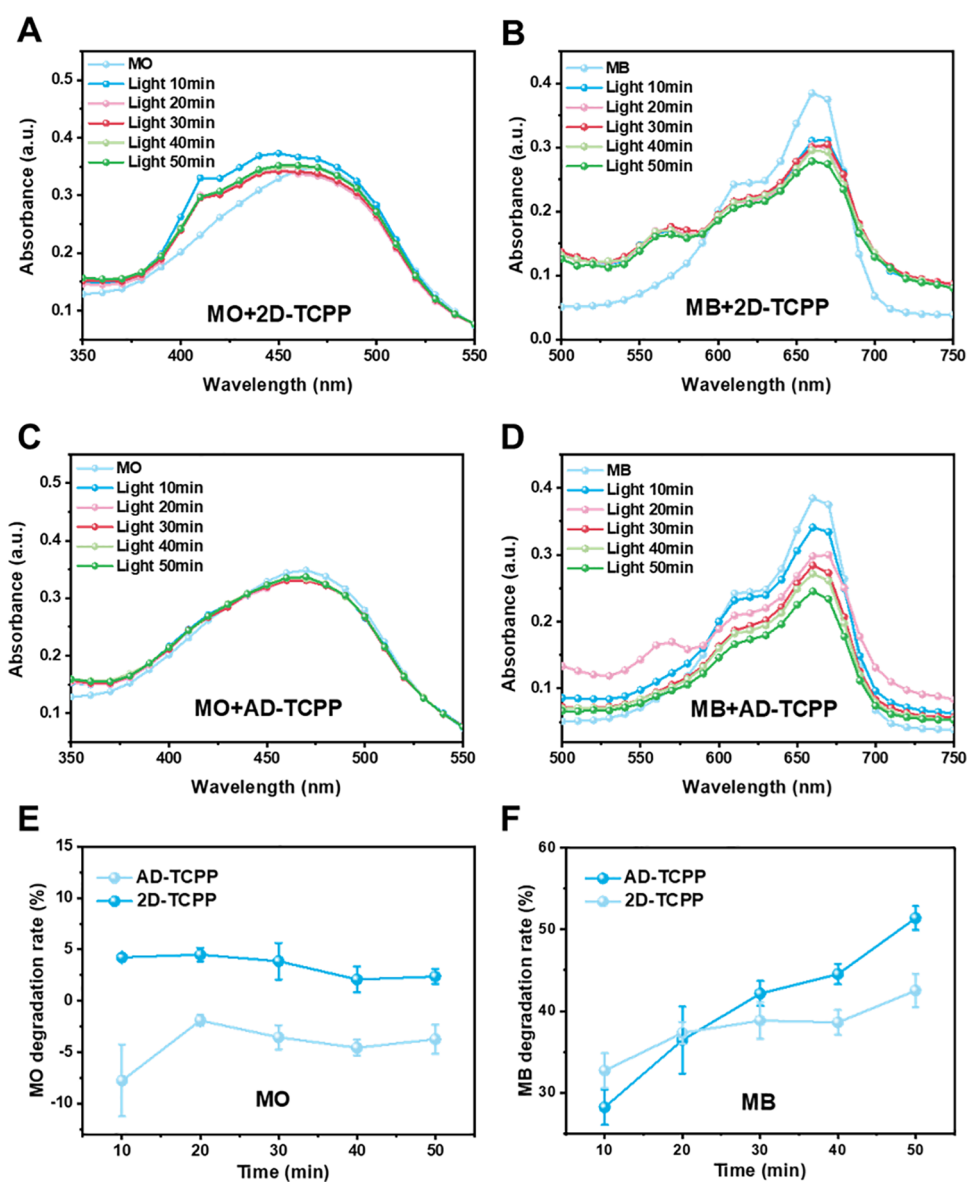 A
MO
Light 10min
Light 20min
Light 30min
Light 40min
Light 50min
0.5
0.4
0.3
0.2
0.1
Absorbance (a.u.)
MO+2D-TCPP
350 400 450 500 550
Wavelength (nm)
B
MB
Light 10min
Light 20min
Light 30min
Light 40min
Light 50min
0.4
0.3
0.2
0.1
0.0
Absorbance (a.u.)
MB+2D-TCPP
500 550 600 650 700 750
Wavelength (nm)
C
MO
Light 10min
Light 20min
Light 30min
Light 40min
Light 50min
0.5
0.4
0.3
0.2
0.1
Absorbance (a.u.)
MO+AD-TCPP
350 400 450 500 550
Wavelength (nm)
D
MB
Light 10min
Light 20min
Light 30min
Light 40min
Light 50min
0.4
0.3
0.2
0.1
Absorbance (a.u.)
MB+AD-TCPP
500 550 600 650 700 750
Wavelength (nm)
E
AD-TCPP
2D-TCPP
15
10
5
0
-5
-10
MO degradation rate (%)
MO
10 20 30 40 50
Time (min)
F
AD-TCPP
2D-TCPP
60
50
40
30
MB degradation rate (%)
MB
10 20 30 40 50
Time (min)